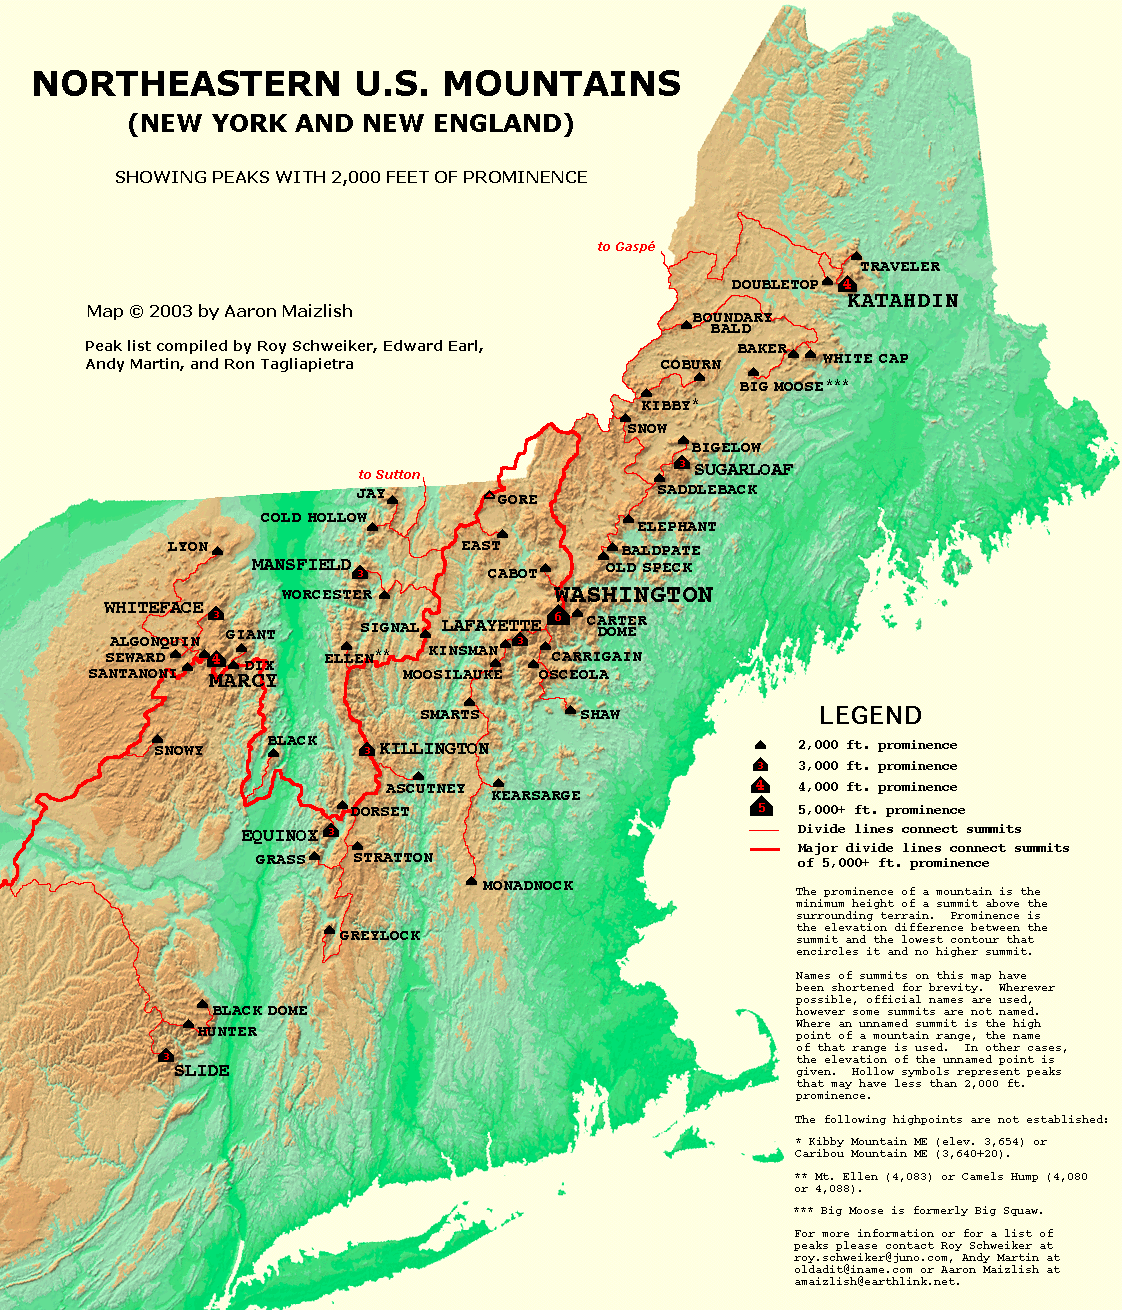 NORTHEASTERN U.S. MOUNTAINS
(NEW YORK AND NEW ENGLAND)
SHOWING PEAKS WITH 2,000 FEET OF PROMINENCE
to Gaspé
TRAVELER
DOUBLETOP
4
KATAHDIN
Map © 2003 by Aaron Maizlish
Peak list compiled by Roy Schweiker, Edward Earl,
Andy Martin, and Ron Tagliapietra
BOUNDARY
BALD
BAKER
WHITE CAP
COBURN
BIG MOOSE***
KIBBY*
SNOW
BIGELOW
3
SUGARLOAF
SADDLEBACK
to Sutton
JAY
GORE
COLD HOLLOW
ELEPHANT
LYON
EAST
BALDPATE
OLD SPECK
MANSFIELD
3
CABOT
WORCESTER
WASHINGTON
WHITEFACE
3
6
CARTER
DOME
SIGNAL
LAFAYETTE
3
GIANT
ALGONQUIN
KINSMAN
CARRIGAIN
SEWARD
4
DIX
ELLEN**
SANTANONI
MARCY
MOOSILAUKE
OSCEOLA
SMARTS
SHAW
BLACK
SNOWY
3
KILLINGTON
ASCUTNEY
KEARSARGE
DORSET
EQUINOX
3
GRASS
STRATTON
MONADNOCK
GREYLOCK
BLACK DOME
HUNTER
3
SLIDE
LEGEND
2,000 ft. prominence
3
3,000 ft. prominence
4
4,000 ft. prominence
5
5,000+ ft. prominence
Divide lines connect summits
Major divide lines connect summits
of 5,000+ ft. prominence
The prominence of a mountain is the
minimum height of a summit above the
surrounding terrain. Prominence is
the elevation difference between the
summit and the lowest contour that
encircles it and no higher summit.
Names of summits on this map have
been shortened for brevity. Wherever
possible, official names are used,
however some summits are not named.
Where an unnamed summit is the high
point of a mountain range, the name
of that range is used. In other cases,
the elevation of the unnamed point is
given. Hollow symbols represent peaks
that may have less than 2,000 ft.
prominence.
The following highpoints are not established:
* Kibby Mountain ME (elev. 3,654) or
Caribou Mountain ME (3,640+20).
** Mt. Ellen (4,083) or Camels Hump (4,080
or 4,088).
*** Big Moose is formerly Big Squaw.
For more information or for a list of
peaks please contact Roy Schweiker at
roy.schweiker@juno.com, Andy Martin at
oldadit@iname.com or Aaron Maizlish at
amaizlish@earthlink.net.